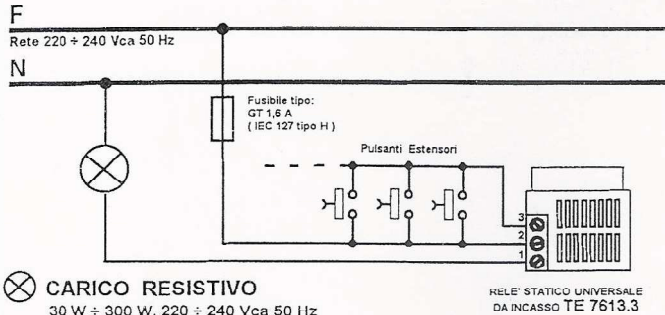 F
Rete 220 ÷ 240 Vca 50 Hz
N
Fusibile tipo:
GT 1,6 A
( IEC 127 tipo H )
Pulsanti Estensori
3
2
1
CARICO RESISTIVO
30 W ÷ 300 W, 220 ÷ 240 Vca 50 Hz
RELE' STATICO UNIVERSALE
DA INCASSO TE 7613.3